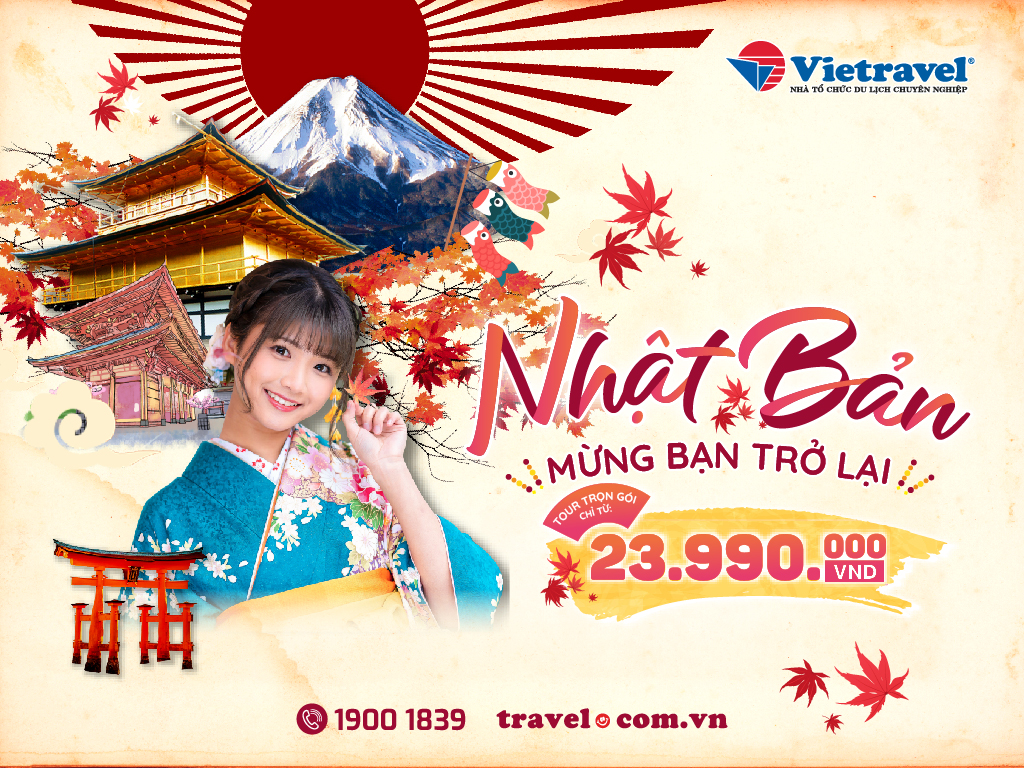 Vietravel®
NHÀ TỔ CHỨC DU LỊCH CHUYÊN NGHIỆP
Nhật Bản
MỪNG BẠN TRỞ LẠI
TOUR TRỌN GÓI
CHỈ TỪ:
23.990.000
VND
1900 1839
travel.com.vn